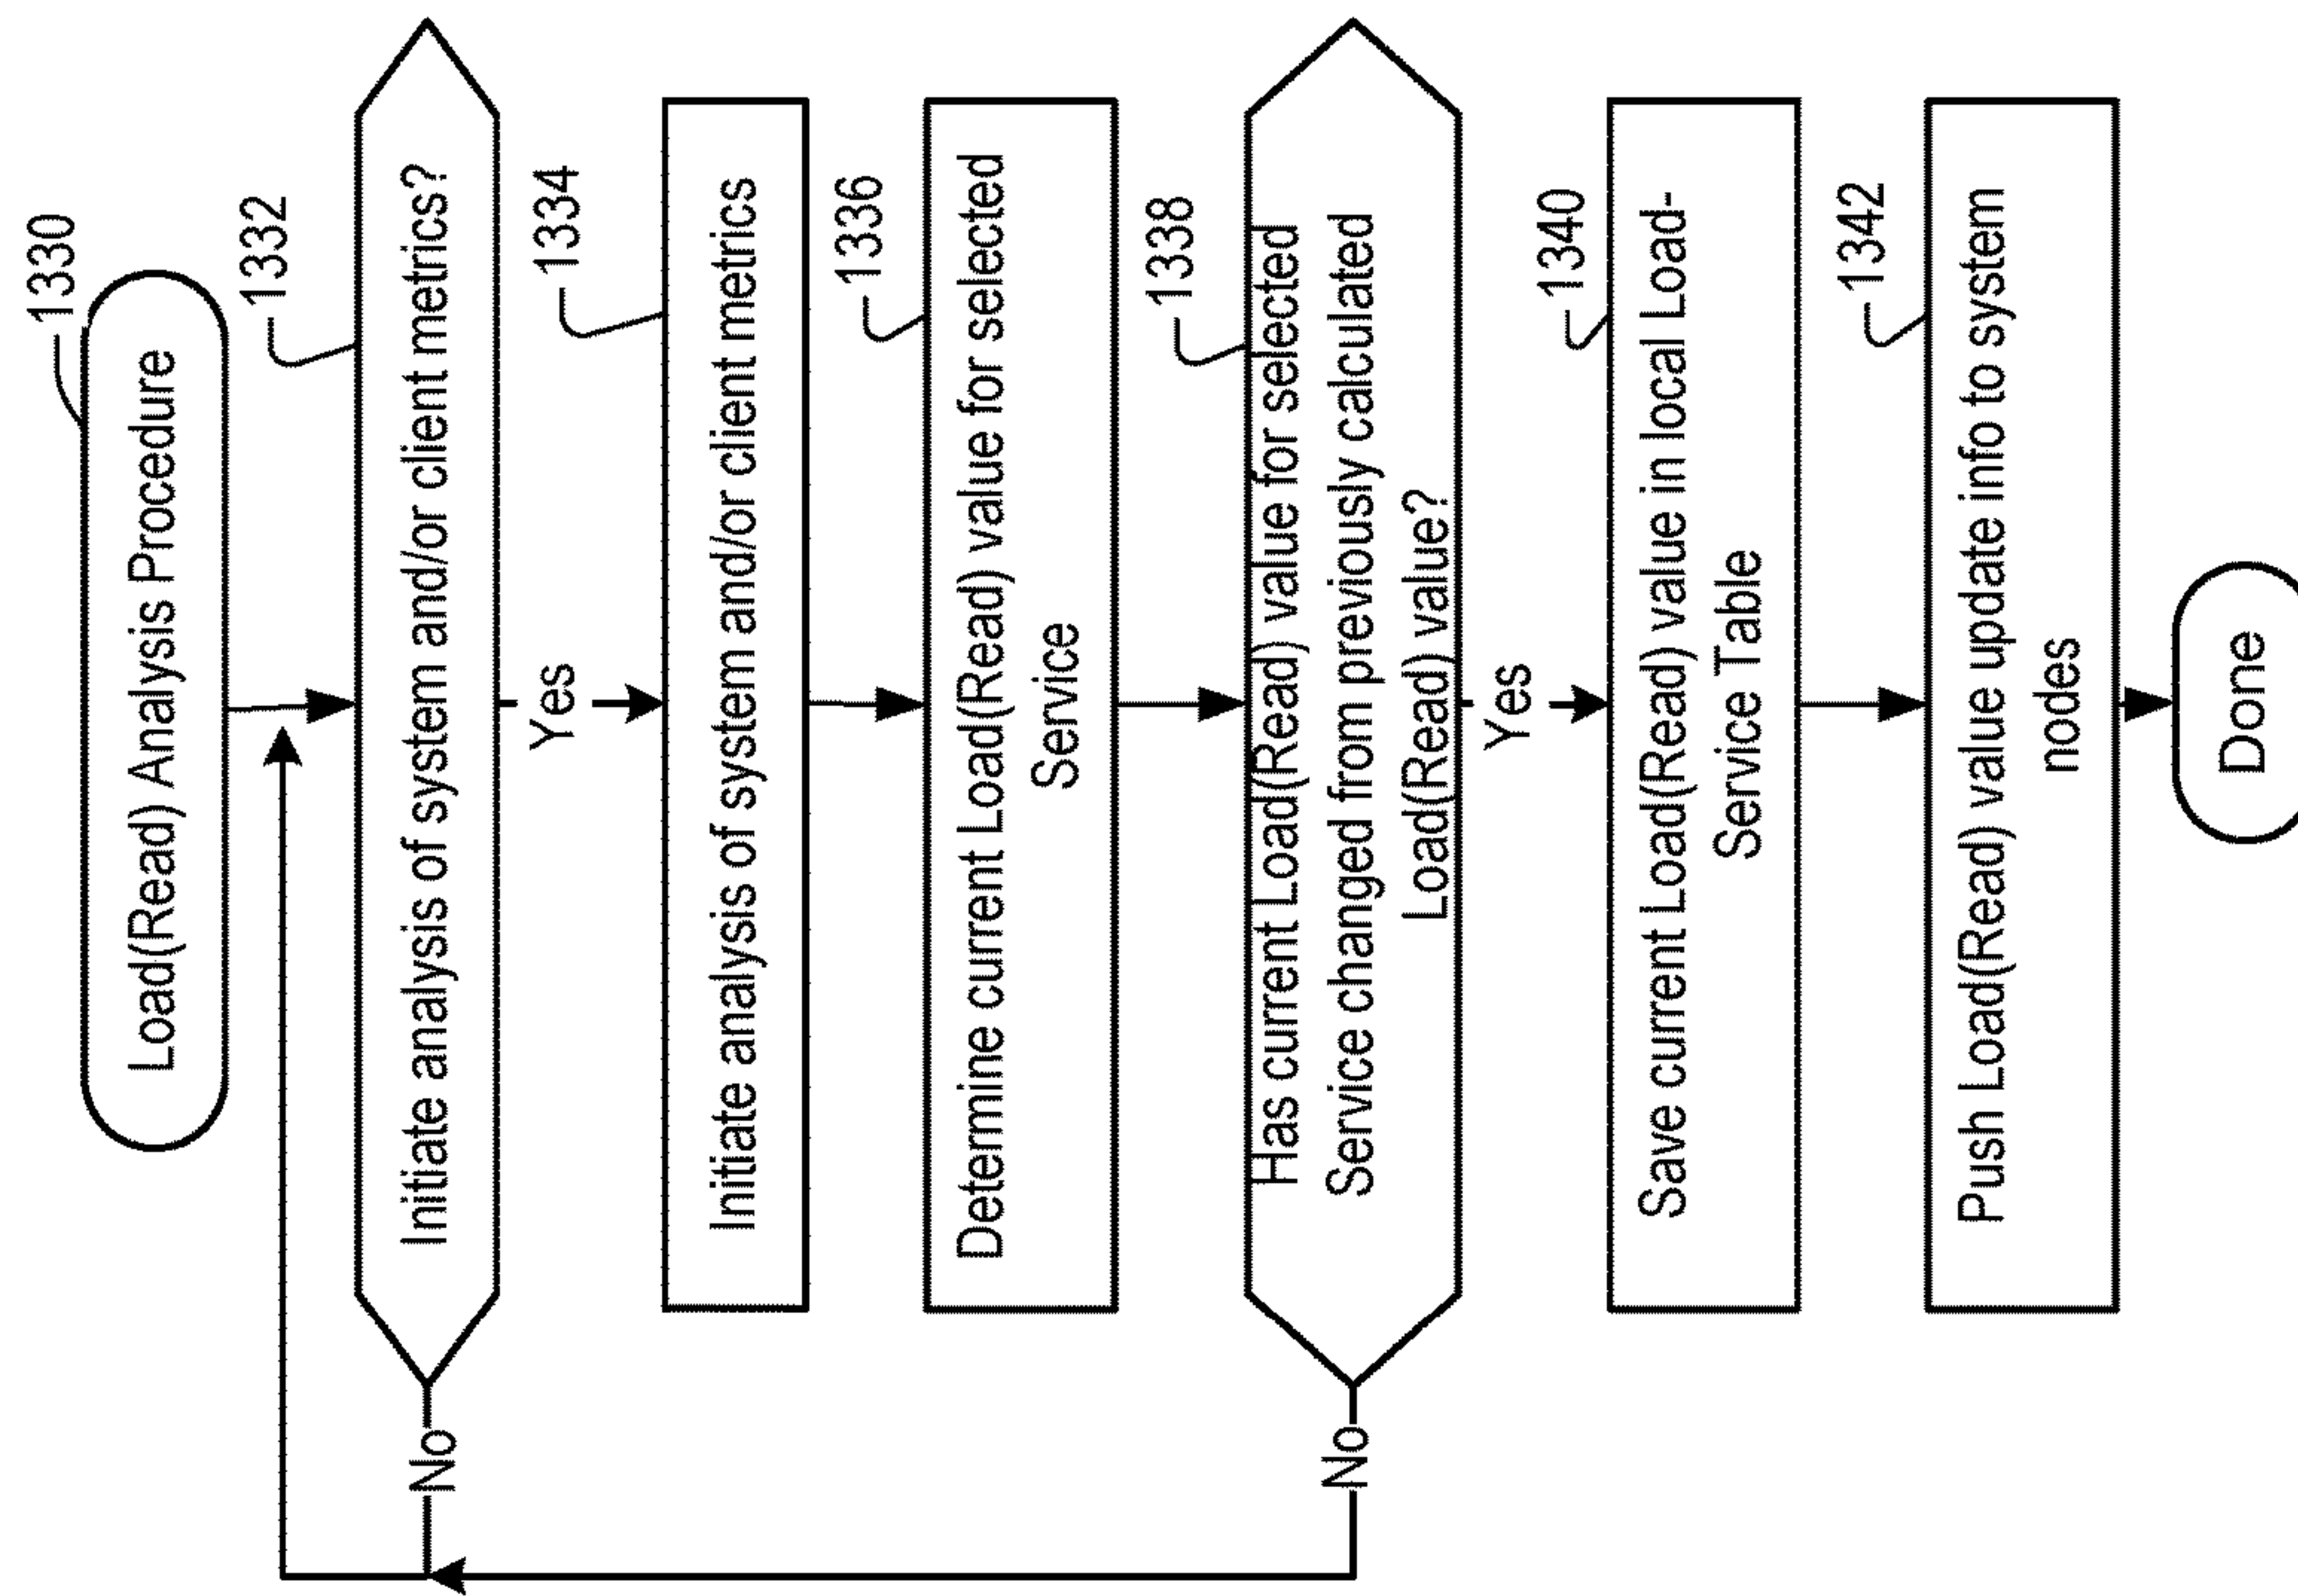 1330
Load(Read) Analysis Procedure
1332
Initiate analysis of system and/or client metrics?
No
Yes
1334
Initiate analysis of system and/or client metrics
1336
Determine current Load(Read) value for selected
Service
1338
Has current Load(Read) value for selected
Service changed from previously calculated
Load(Read) value?
No
Yes
1340
Save current Load(Read) value in local Load-
Service Table
1342
Push Load(Read) value update info to system
nodes
Done